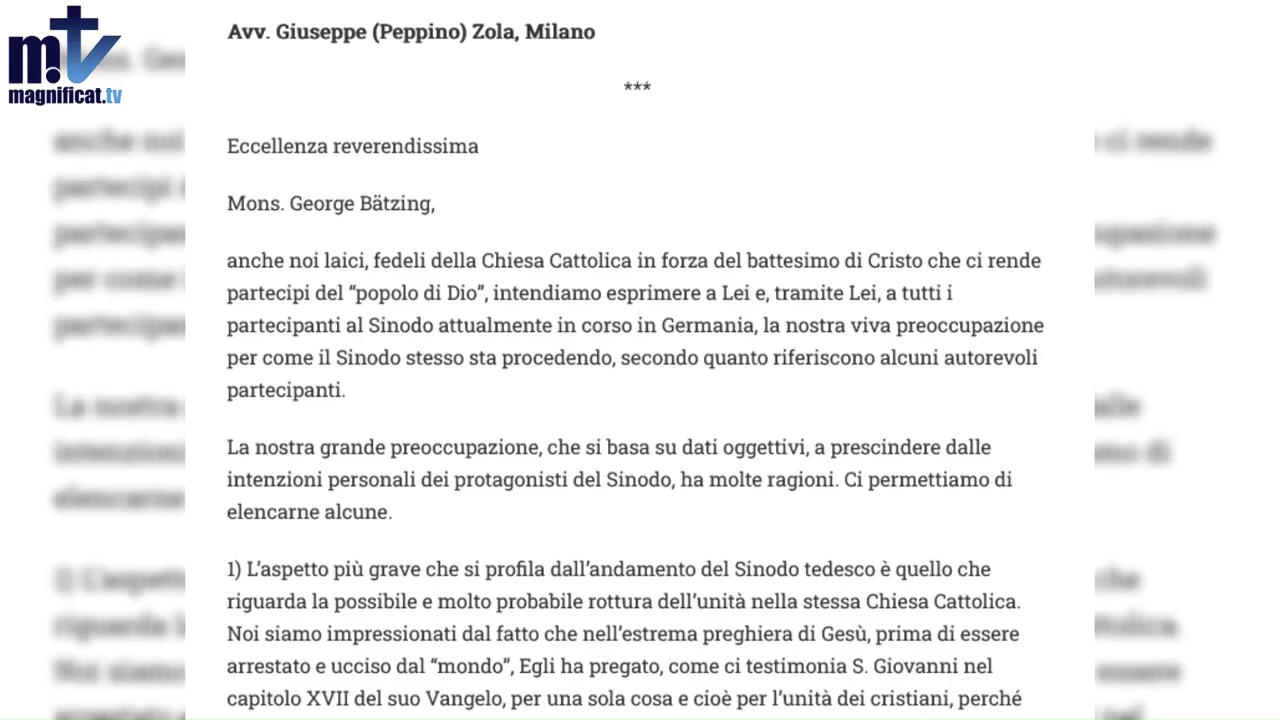 mtv
magnificat.tv
Avv. Giuseppe (Peppino) Zola, Milano
***
Eccellenza reverendissima
Mons. George Bätzing,
anche noi laici, fedeli della Chiesa Cattolica in forza del battesimo di Cristo che ci rende
partecipi del “popolo di Dio”, intendiamo esprimere a Lei e, tramite Lei, a tutti i
partecipanti al Sinodo attualmente in corso in Germania, la nostra viva preoccupazione
per come il Sinodo stesso sta procedendo, secondo quanto riferiscono alcuni autorevoli
partecipanti.
La nostra grande preoccupazione, che si basa su dati oggettivi, a prescindere dalle
intenzioni personali dei protagonisti del Sinodo, ha molte ragioni. Ci permettiamo di
elencarne alcune.
1) L’aspetto più grave che si profila dall’andamento del Sinodo tedesco è quello che
riguarda la possibile e molto probabile rottura dell’unità nella stessa Chiesa Cattolica.
Noi siamo impressionati dal fatto che nell’estrema preghiera di Gesù, prima di essere
arrestato e ucciso dal “mondo”, Egli ha pregato, come ci testimonia S. Giovanni nel
capitolo XVII del suo Vangelo, per una sola cosa e cioè per l’unità dei cristiani, perché